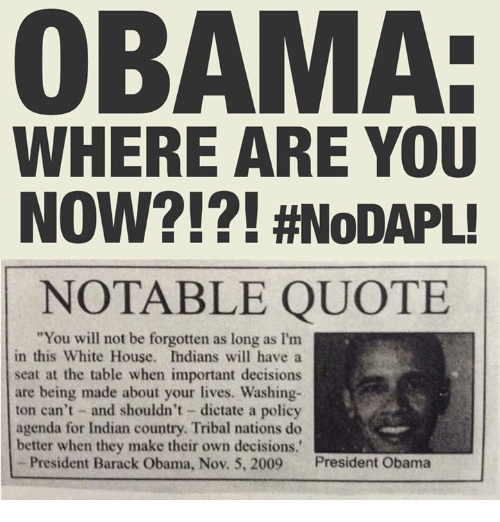 OBAMA:
WHERE ARE YOU
NOW?!?! #NoDAPL!
NOTABLE QUOTE
"You will not be forgotten as long as I'm
in this White House. Indians will have a
seat at the table when important decisions
are being made about your lives. Washing-
ton can't – and shouldn't – dictate a policy
agenda for Indian country. Tribal nations do
better when they make their own decisions.'
– President Barack Obama, Nov. 5, 2009
President Obama